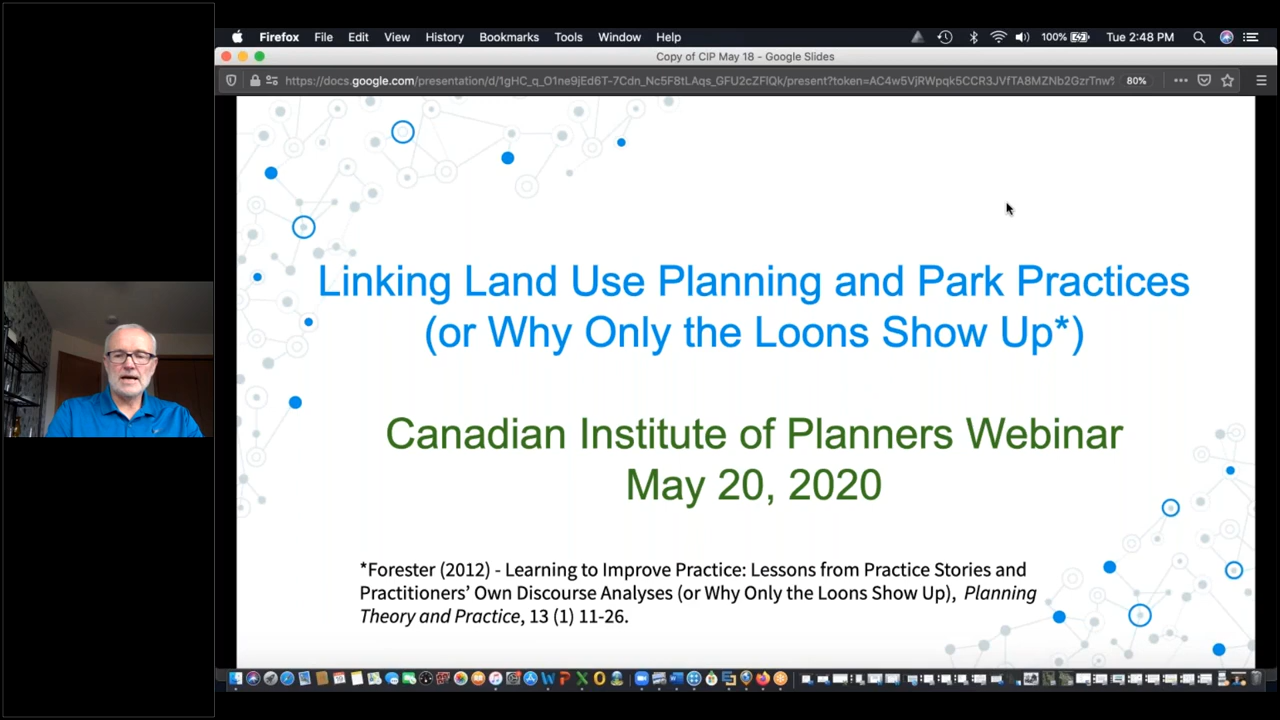 Firefox File Edit View History Bookmarks Tools Window Help 100% Tue 2:48 PM
Copy of CIP May 18 - Google Slides
80%
Linking Land Use Planning and Park Practices
(or Why Only the Loons Show Up*)
Canadian Institute of Planners Webinar
May 20, 2020
*Forester (2012) - Learning to Improve Practice: Lessons from Practice Stories and
Practitioners’ Own Discourse Analyses (or Why Only the Loons Show Up), Planning
Theory and Practice, 13 (1) 11-26.